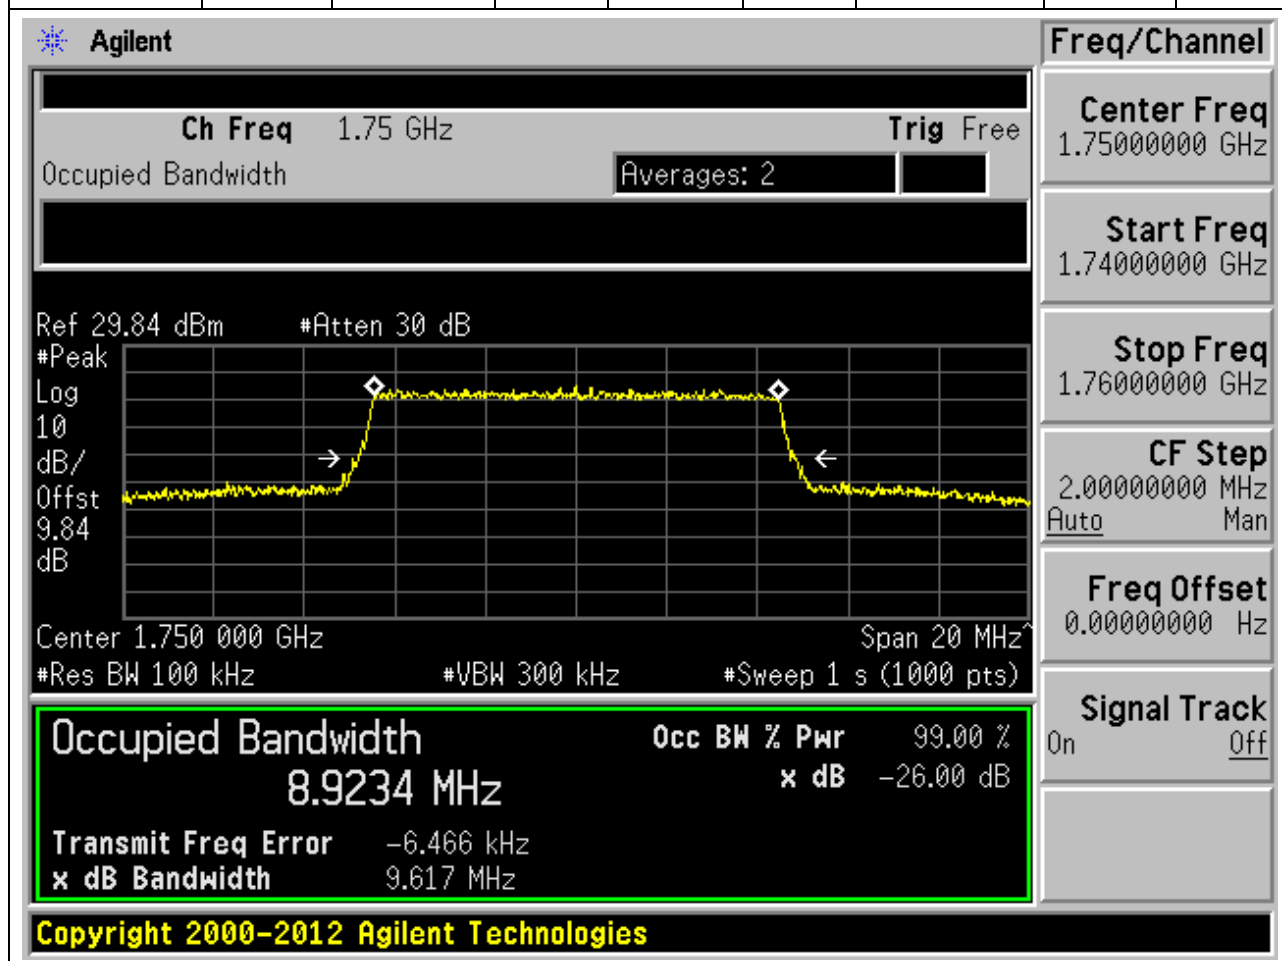 Agilent
Freq/Channel
Ch Freq 1.75 GHz Trig Free
Occupied Bandwidth Averages: 2
Center Freq
1.75000000 GHz
Start Freq
1.74000000 GHz
Stop Freq
1.76000000 GHz
CF Step
2.00000000 MHz
Auto Man
Freq Offset
0.00000000 Hz
Signal Track
On Off
Ref 29.84 dBm #Atten 30 dB
#Peak
Log
10
dB/
Offst
9.84
dB
Center 1.750 000 GHz Span 20 MHz^
#Res BW 100 kHz #VBW 300 kHz #Sweep 1 s (1000 pts)
Occupied Bandwidth
8.9234 MHz
Occ BW % Pwr 99.00 %
x dB -26.00 dB
Transmit Freq Error -6.466 kHz
x dB Bandwidth 9.617 MHz
Copyright 2000-2012 Agilent Technologies